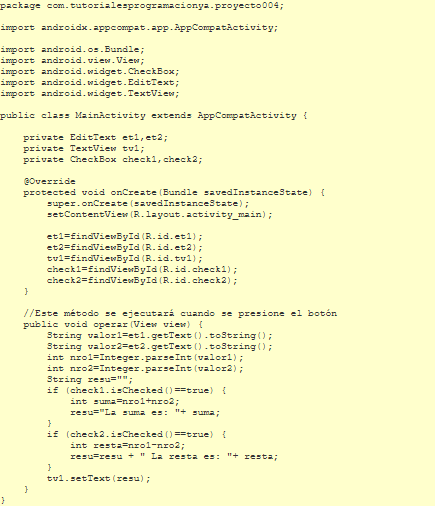 package com.tutorialesprogramacionya.proyecto004;
import androidx.appcompat.app.AppCompatActivity;
import android.os.Bundle;
import android.view.View;
import android.widget.CheckBox;
import android.widget.EditText;
import android.widget.TextView;
public class MainActivity extends AppCompatActivity {
private EditText et1,et2;
private TextView tv1;
private CheckBox check1,check2;
@Override
protected void onCreate(Bundle savedInstanceState) {
super.onCreate(savedInstanceState);
setContentView(R.layout.activity_main);
et1=findViewById(R.id.et1);
et2=findViewById(R.id.et2);
tv1=findViewById(R.id.tv1);
check1=findViewById(R.id.check1);
check2=findViewById(R.id.check2);
}
//Este método se ejecutará cuando se presione el botón
public void operar(View view) {
String valor1=et1.getText().toString();
String valor2=et2.getText().toString();
int nro1=Integer.parseInt(valor1);
int nro2=Integer.parseInt(valor2);
String resu="";
if (check1.isChecked()==true) {
int suma=nro1+nro2;
resu="La suma es: "+ suma;
}
if (check2.isChecked()==true) {
int resta=nro1-nro2;
resu=resu + " La resta es: "+ resta;
}
tv1.setText(resu);
}
}